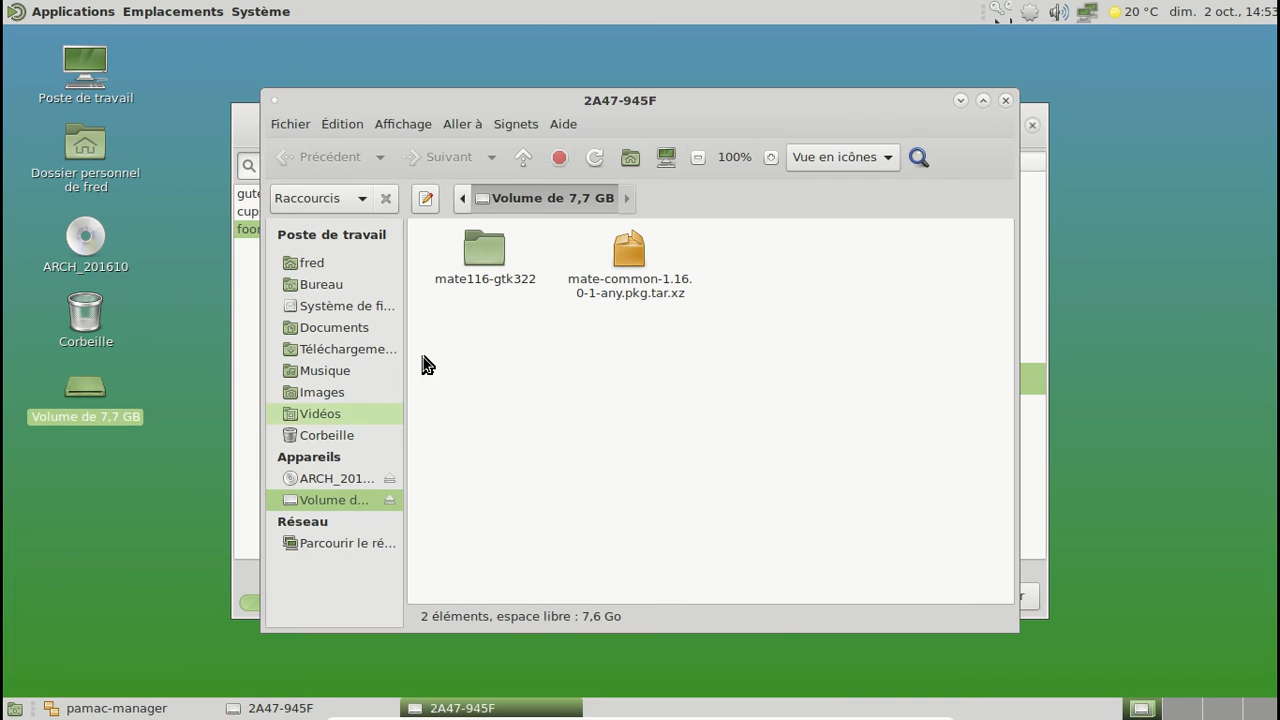 Applications Emplacements Système
20 °C dim. 2 oct., 14:53
Poste de travail
Dossier personnel
de fred
ARCH_201610
Corbeille
Volume de 7,7 GB
2A47-945F
Fichier Édition Affichage Aller à Signets Aide
Précédent Suivant 100% Vue en icônes
Raccourcis Volume de 7,7 GB
Poste de travail
fred
Bureau
Système de fi...
Documents
Téléchargeme...
Musique
Images
Vidéos
Corbeille
Appareils
ARCH_201...
Volume d...
Réseau
Parcourir le ré...
mate116-gtk322
mate-common-1.16.
0-1-any.pkg.tar.xz
2 éléments, espace libre : 7,6 Go
gute
cup
foo
r
pamac-manager 2A47-945F 2A47-945F